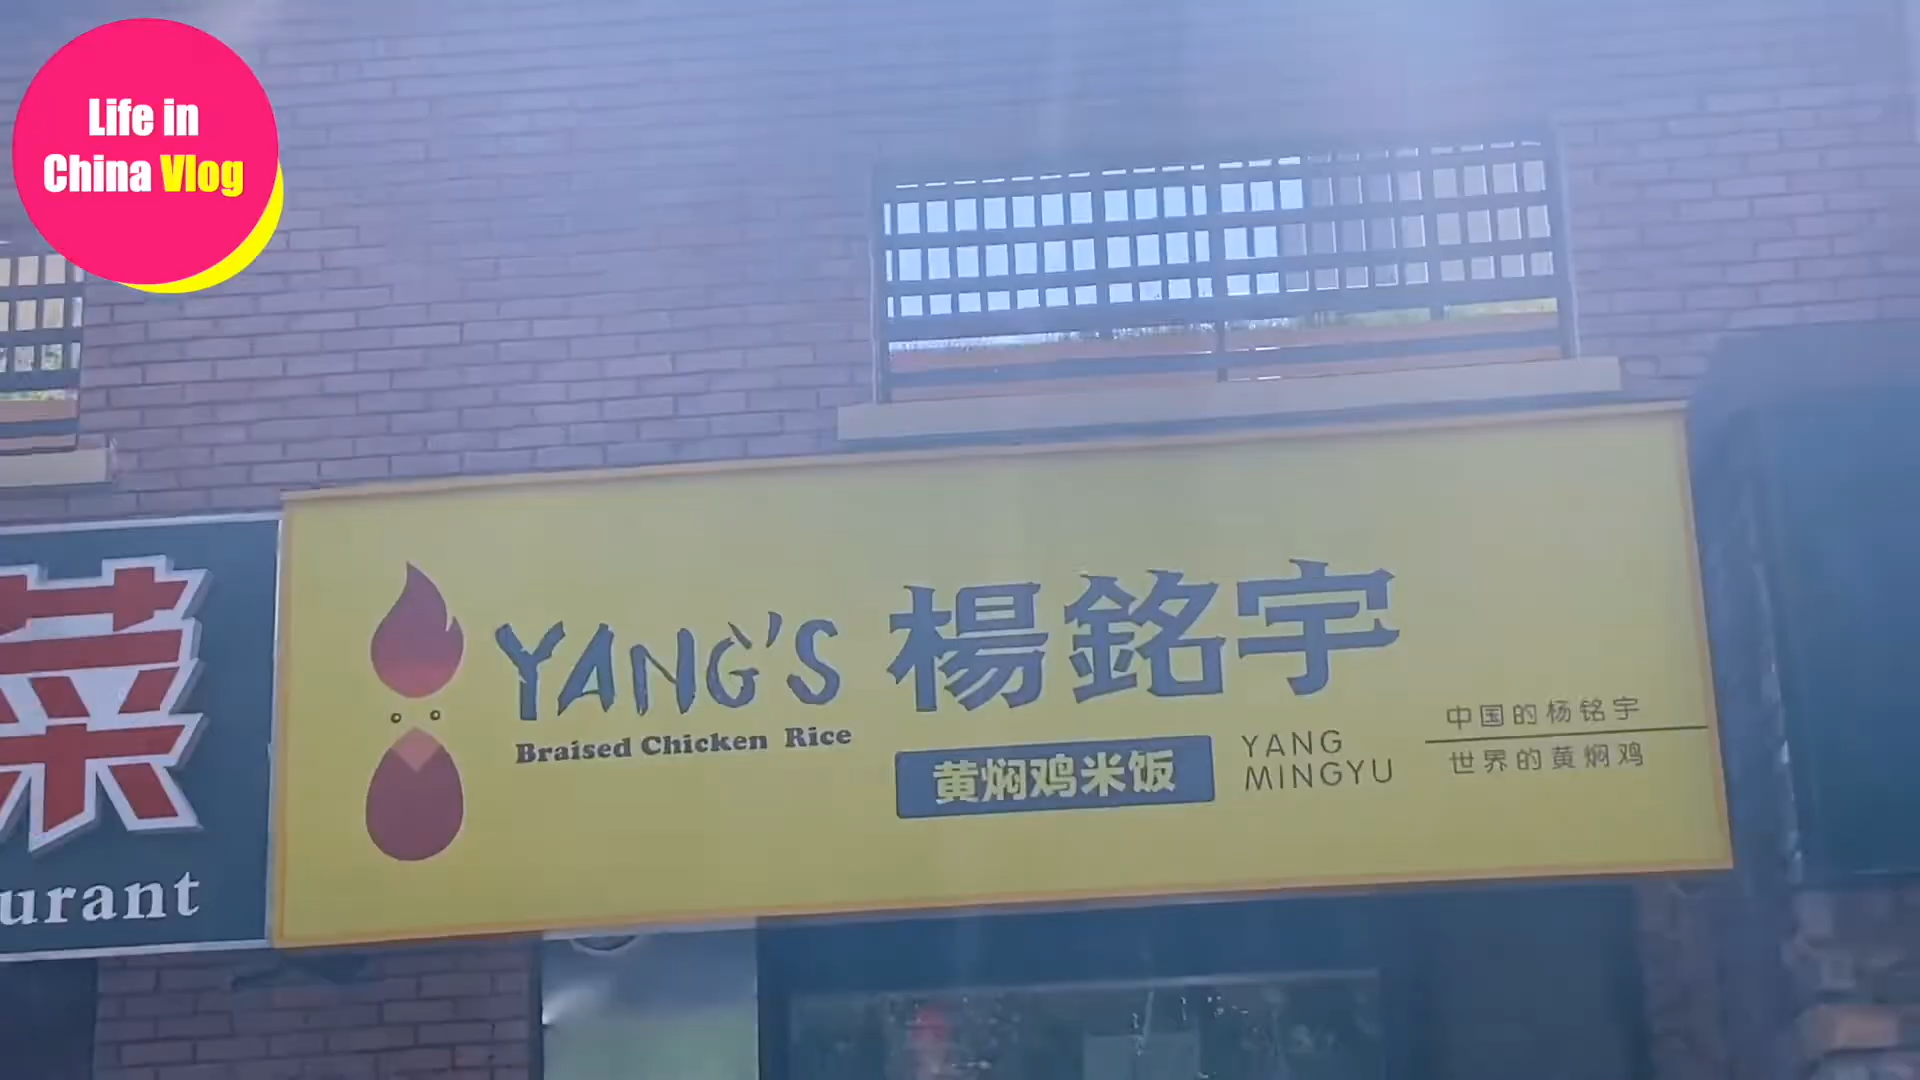 Life in
China Vlog
菜
YANG'S
Braised Chicken Rice
楊銘宇
黄焖鸡米饭
YANG
MINGYU
中国的杨铭宇
世界的黄焖鸡